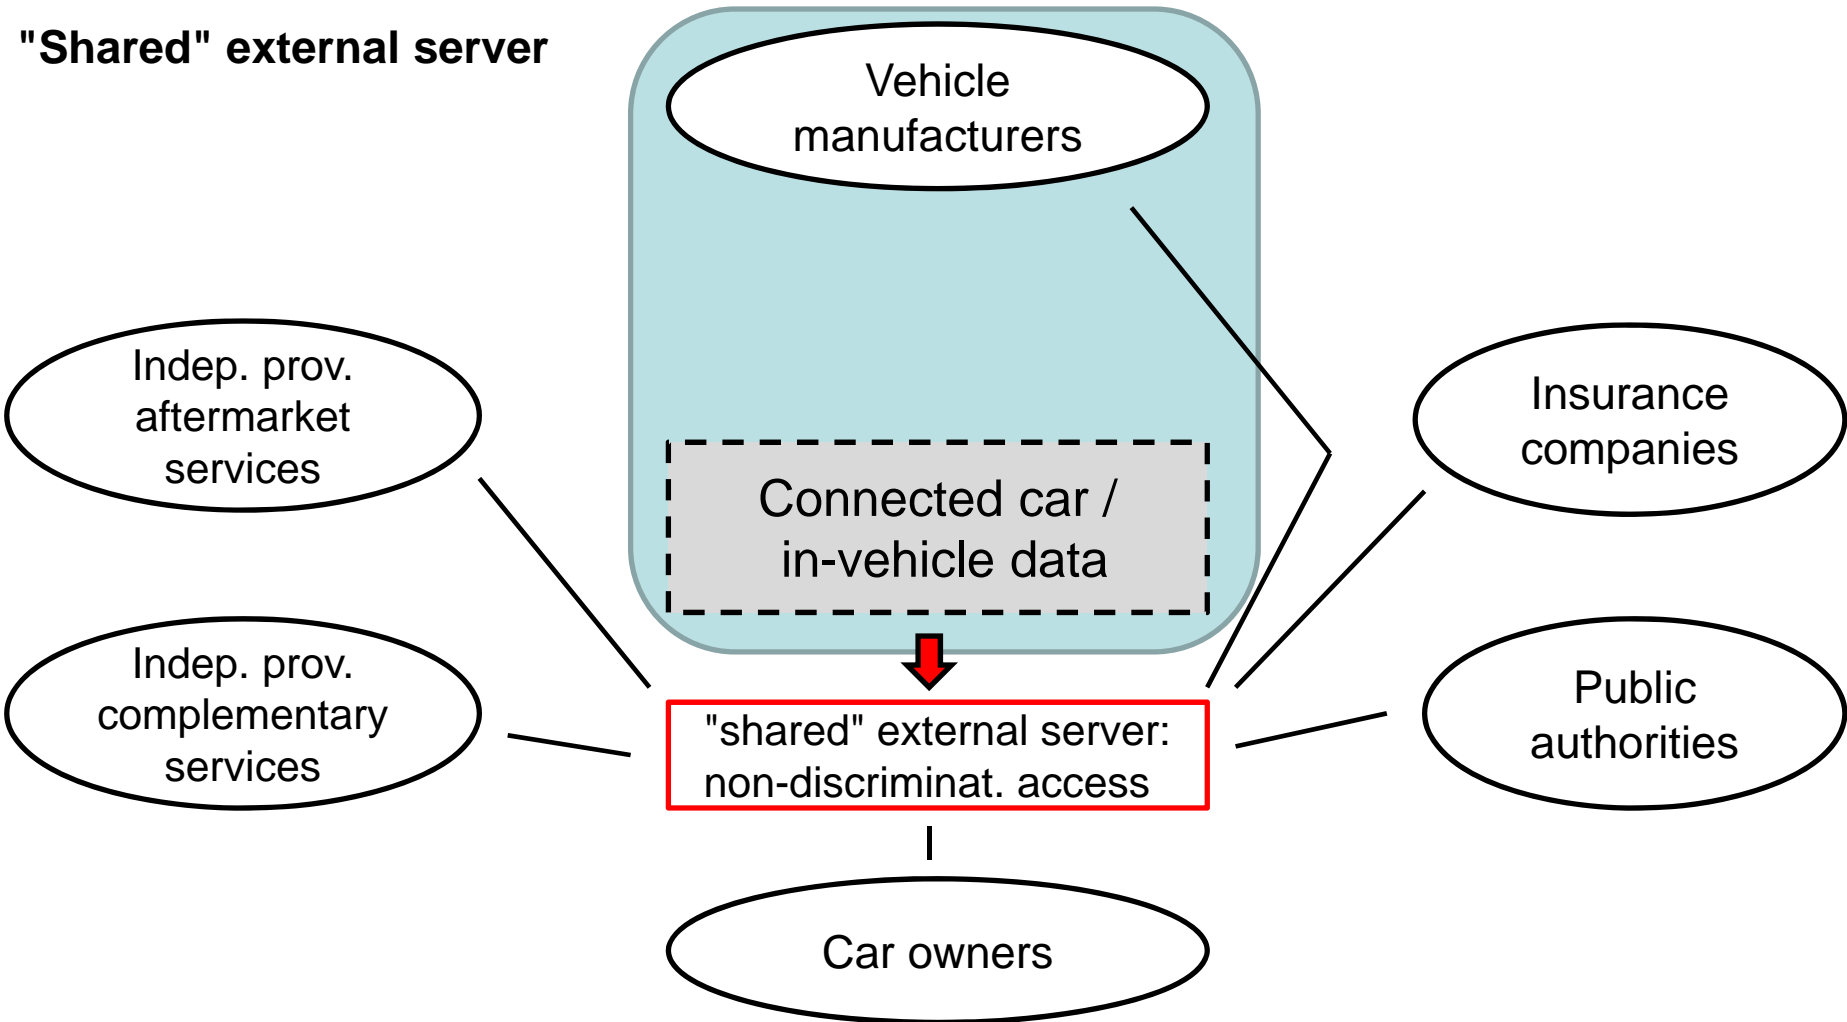 "Shared" external server
Vehicle
manufacturers
Indep. prov.
aftermarket
services
Insurance
companies
Connected car /
in-vehicle data
Indep. prov.
complementary
services
Public
authorities
"shared" external server:
non-discriminat. access
Car owners